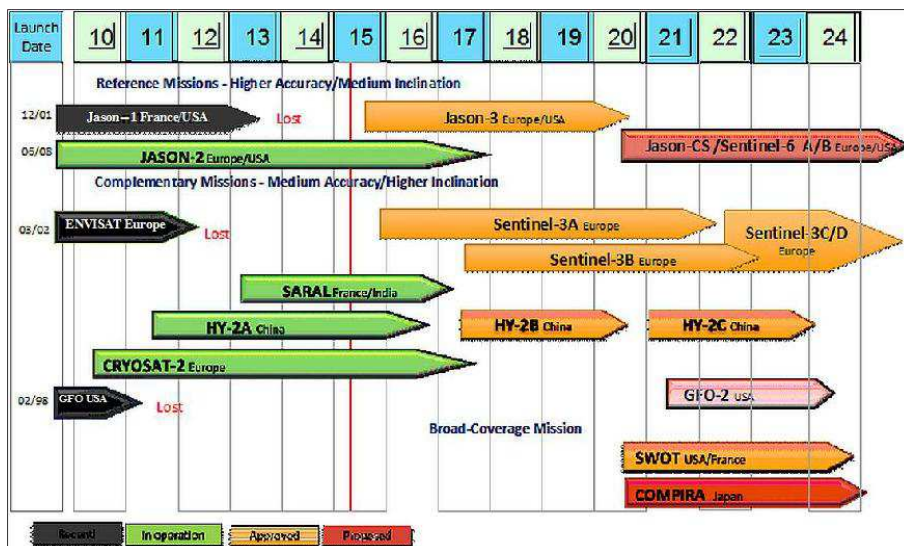 Launch Date 10 11 12 13 14 15 16 17 18 19 20 21 22 23 24
Reference Missions - Higher Accuracy/Medium Inclination
12/01 Jason-1 France/USA Lost Jason-3 Europe/USA
06/08 JASON-2 Europe/USA Jason-CS/Sentinel-6 A/B Europe/USA
Complementary Missions - Medium Accuracy/Higher Inclination
03/02 ENVISAT Europe Lost Sentinel-3A Europe Sentinel-3C/D Europe
Sentinel-3B Europe
SARAL France/India
HY-2A China HY-2B China HY-2C China
CRYOSAT-2 Europe
02/98 GFO USA Lost GFO-2 USA
Broad-Coverage Mission
SWOT USA/France
COMPIRA Japan
In operation Approved Proposed